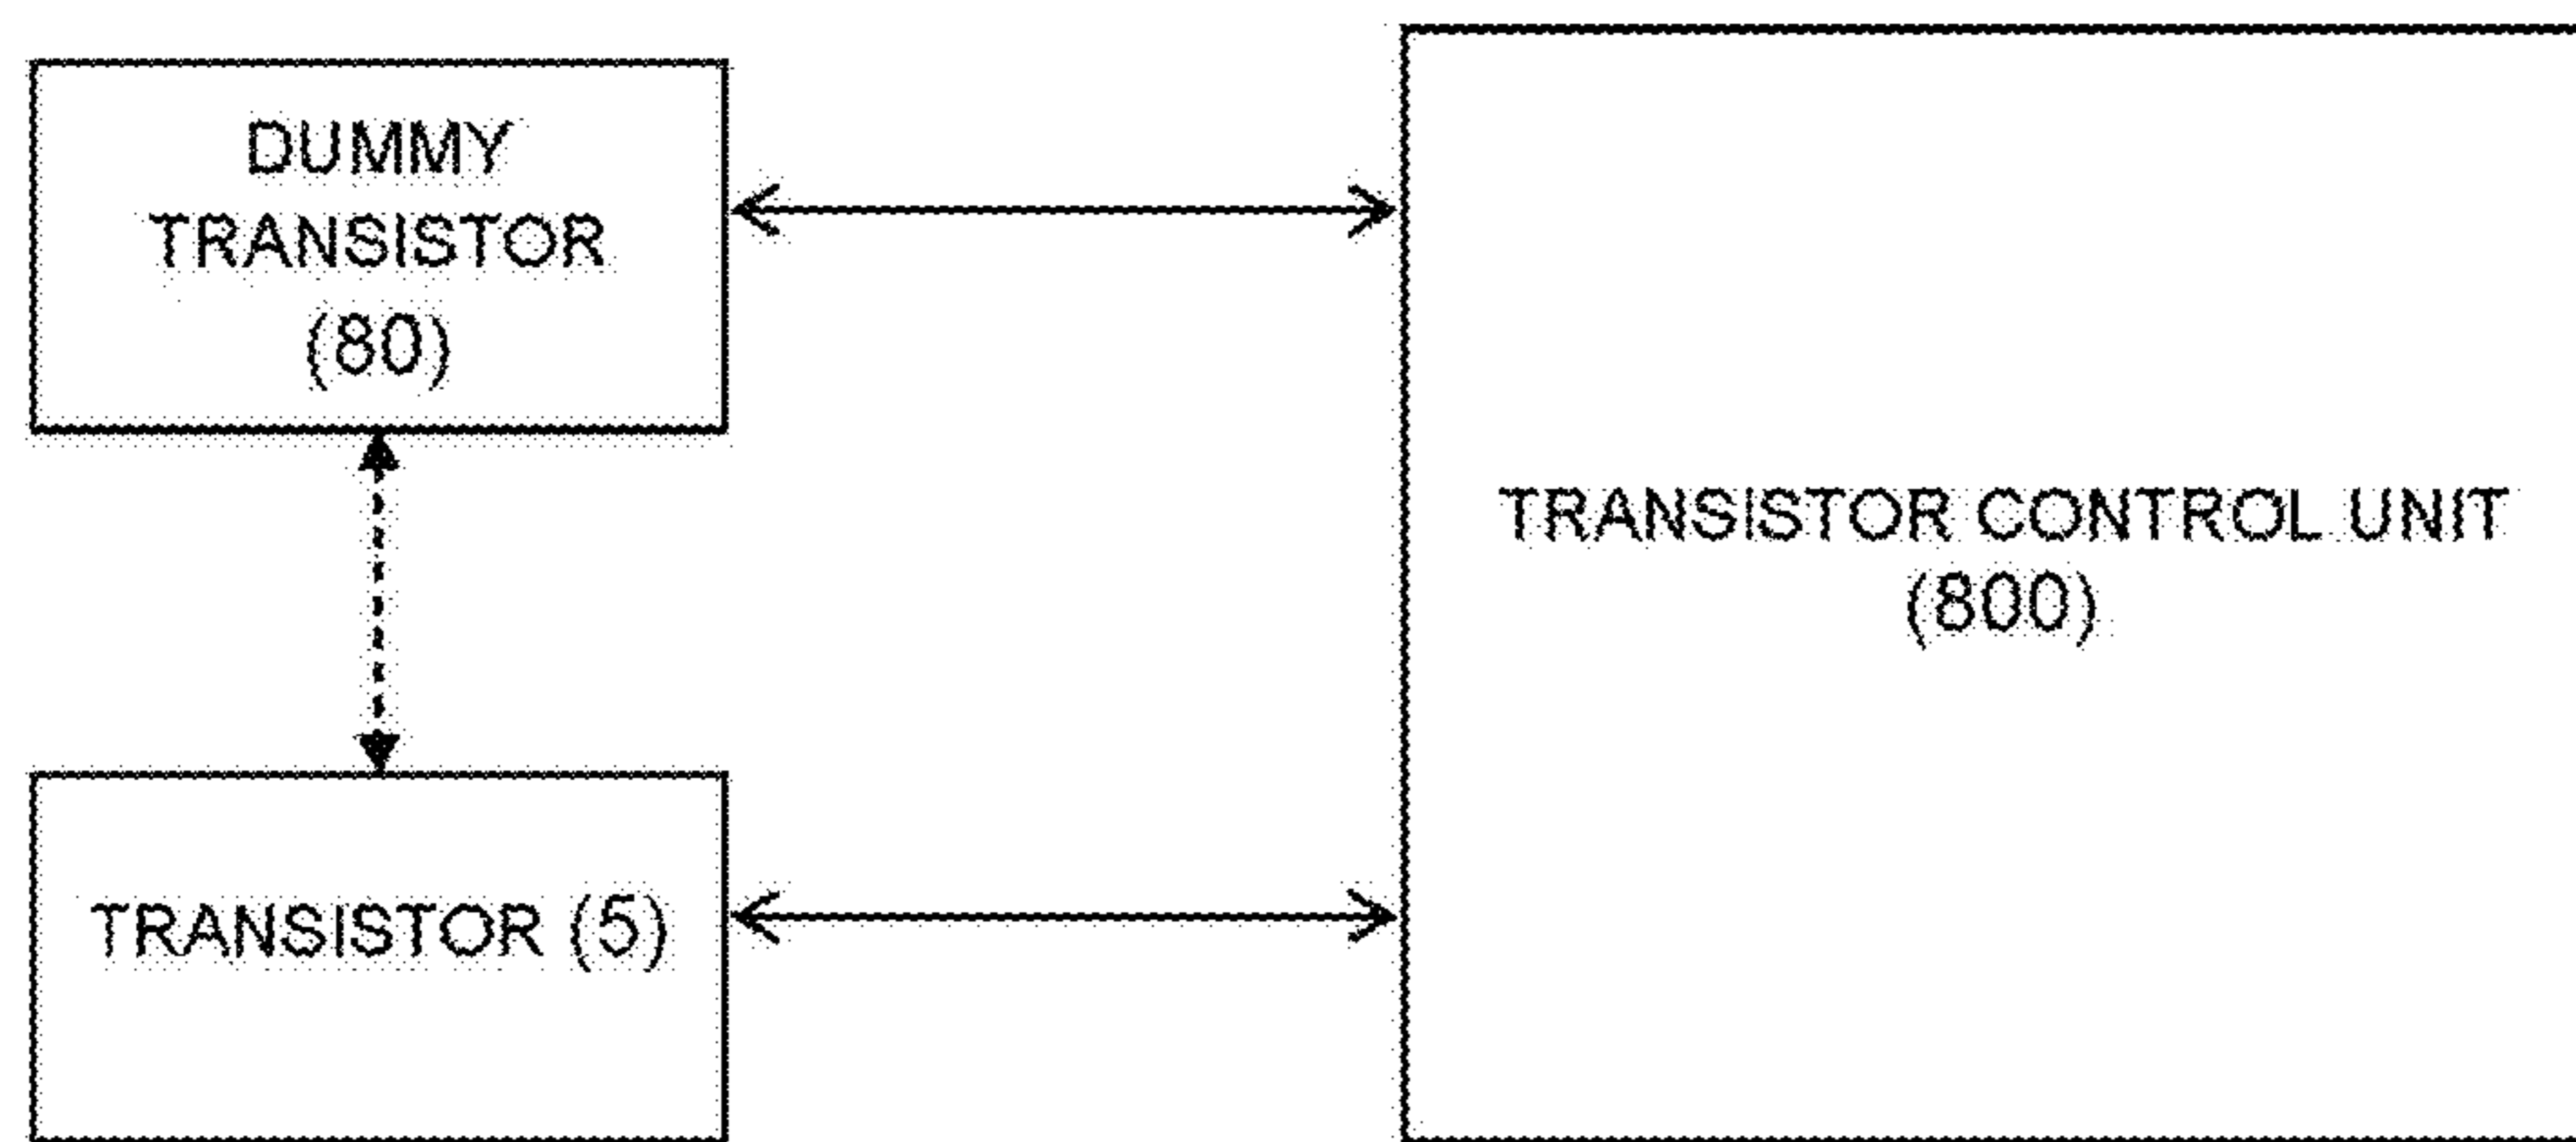 DUMMY
TRANSISTOR
(80)
TRANSISTOR CONTROL UNIT
(800)
TRANSISTOR (5)